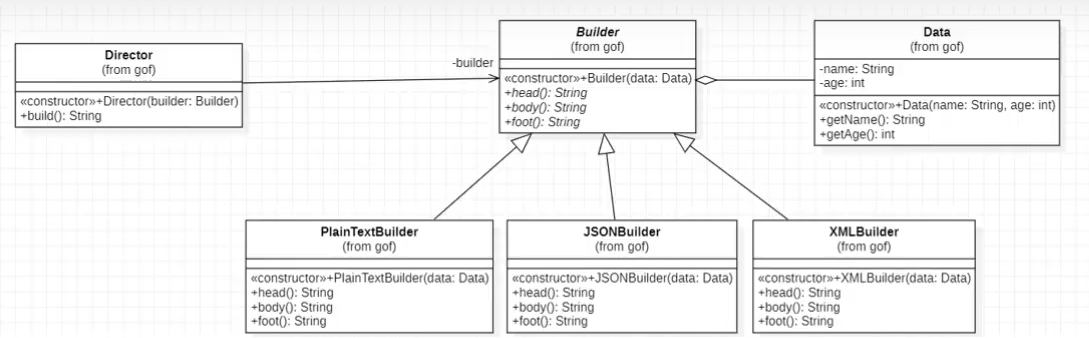 Director
(from gof)
«constructor»+Director(builder: Builder)
+build(): String
-builder
Builder
(from gof)
«constructor»+Builder(data: Data)
+head(): String
+body(): String
+foot(): String
Data
(from gof)
-name: String
-age: int
«constructor»+Data(name: String, age: int)
+getName(): String
+getAge(): int
PlainTextBuilder
(from gof)
«constructor»+PlainTextBuilder(data: Data)
+head(): String
+body(): String
+foot(): String
JSONBuilder
(from gof)
«constructor»+JSONBuilder(data: Data)
+head(): String
+body(): String
+foot(): String
XMLBuilder
(from gof)
«constructor»+XMLBuilder(data: Data)
+head(): String
+body(): String
+foot(): String